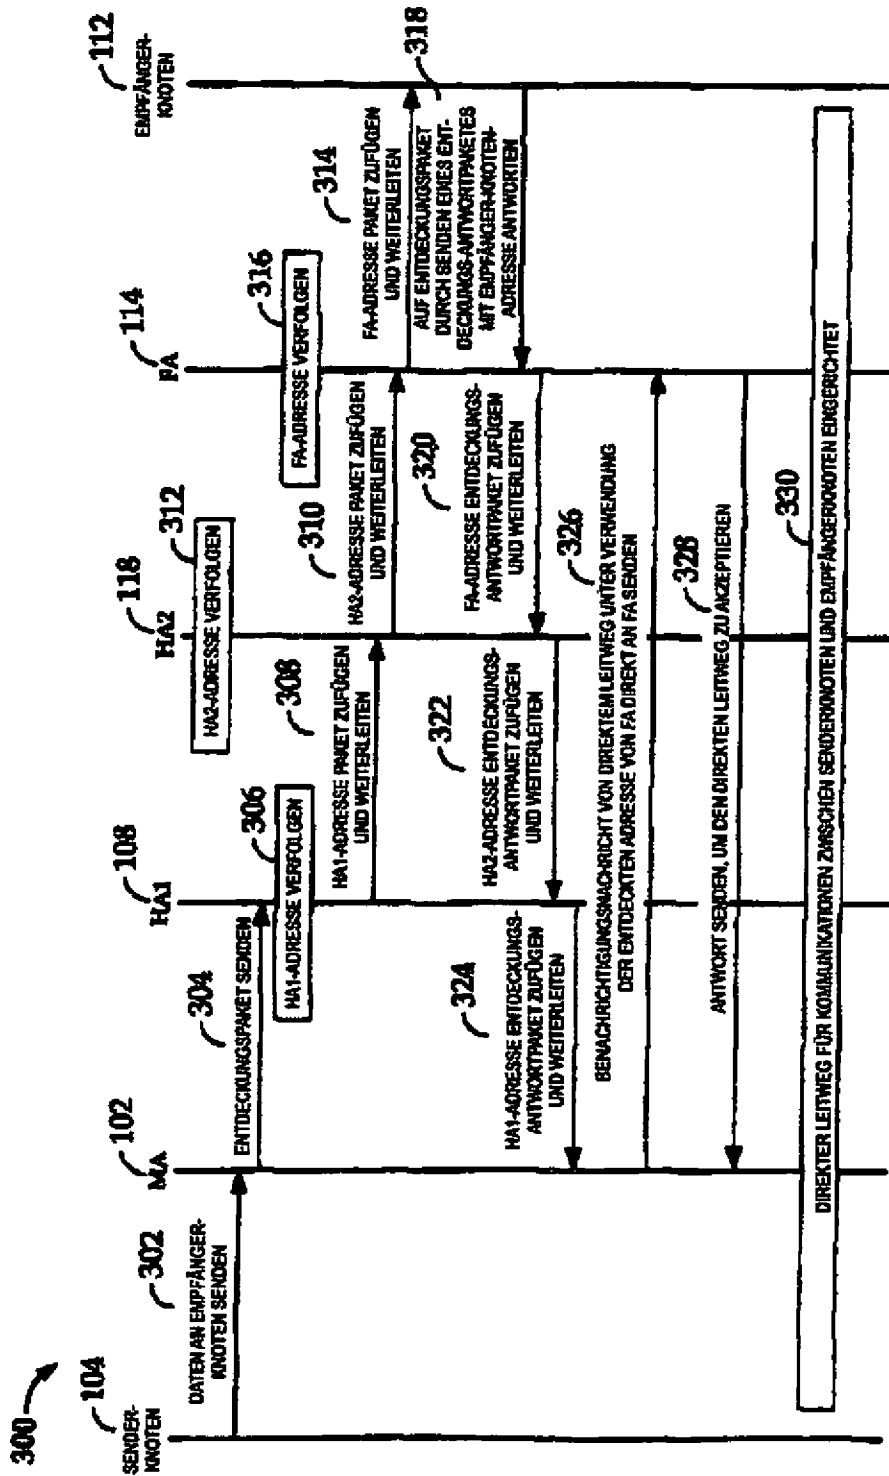 300
104
SENDER-
KNOTEN
102
MA
108
HA1
118
HA2
114
FA
112
EMPFÄNGER-
KNOTEN
302
DATEN AN EMPFÄNGER-
KNOTEN SENDEN
304
ENTDECKUNGSPAKET SENDEN
306
HA1-ADRESSE VERFOLGEN
308
HA1-ADRESSE PAKET ZUFÜGEN
UND WEITERLEITEN
312
HA2-ADRESSE VERFOLGEN
310
HA2-ADRESSE PAKET ZUFÜGEN
UND WEITERLEITEN
316
FA-ADRESSE VERFOLGEN
314
FA-ADRESSE PAKET ZUFÜGEN
UND WEITERLEITEN
318
AUF ENTDECKUNGSPAKET
DURCH SENDEN EINES ENT-
DECKUNGS-ANTWORTPAKETES
MIT EMPFÄNGER-KNOTEN-
ADRESSE ANTWORTEN
320
FA-ADRESSE ENTDECKUNGS-
ANTWORTPAKET ZUFÜGEN
UND WEITERLEITEN
322
HA2-ADRESSE ENTDECKUNGS-
ANTWORTPAKET ZUFÜGEN
UND WEITERLEITEN
324
HA1-ADRESSE ENTDECKUNGS-
ANTWORTPAKET ZUFÜGEN
UND WEITERLEITEN
326
BENACHRICHTIGUNGSNACHRICHT VON DIREKTEM LEITWEG UNTER VERWENDUNG
DER ENTDECKTEN ADRESSE VON FA DIREKT AN FA SENDEN
328
ANTWORT SENDEN, UM DEN DIREKTEN LEITWEG ZU AKZEPTIEREN
330
DIREKTER LEITWEG FÜR KOMMUNIKATIONEN ZWISCHEN SENDERKNOTEN UND EMPFÄNGERKNOTEN EINGERICHTET